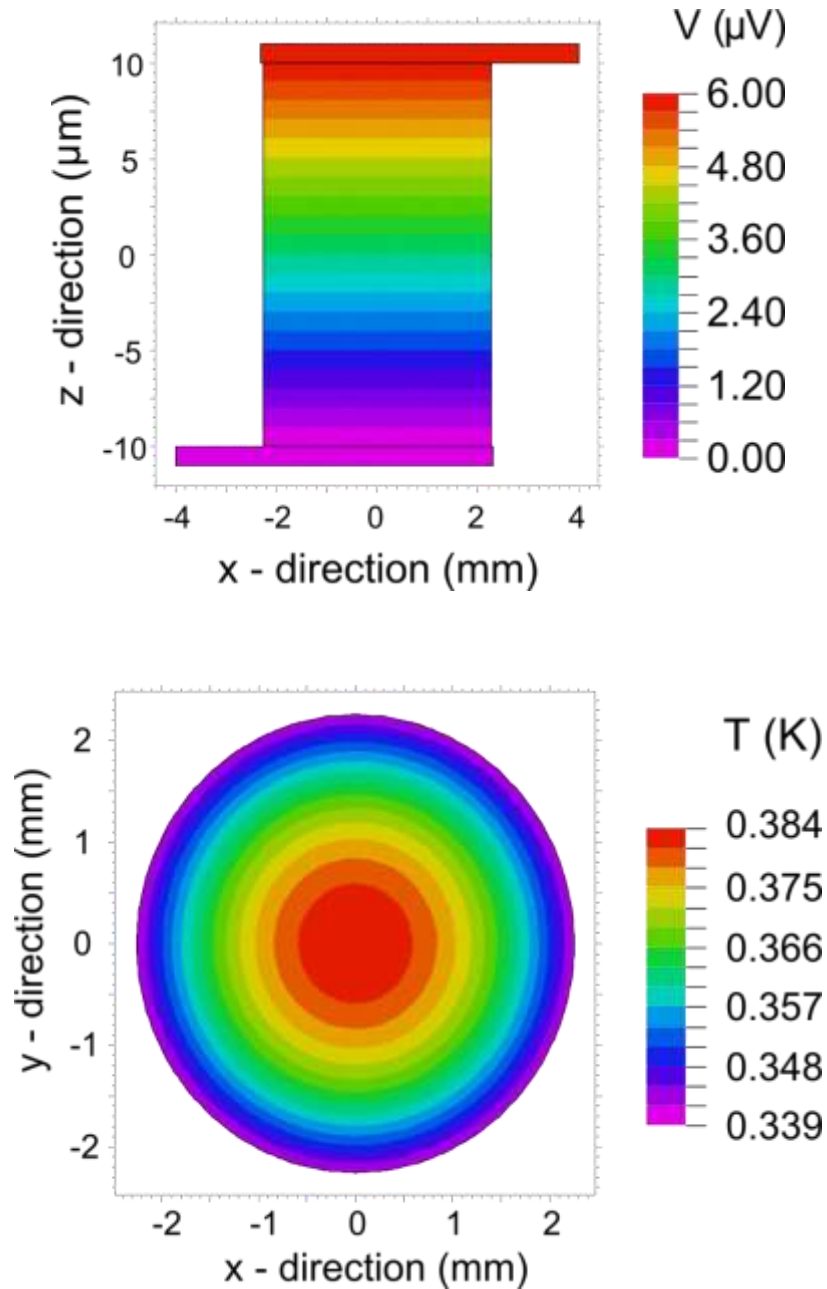 V (µV)
10
5
0
-5
-10
z - direction (µm)
-4 -2 0 2 4
x - direction (mm)
6.00
4.80
3.60
2.40
1.20
0.00
T (K)
2
1
0
-1
-2
y - direction (mm)
-2 -1 0 1 2
x - direction (mm)
0.384
0.375
0.366
0.357
0.348
0.339